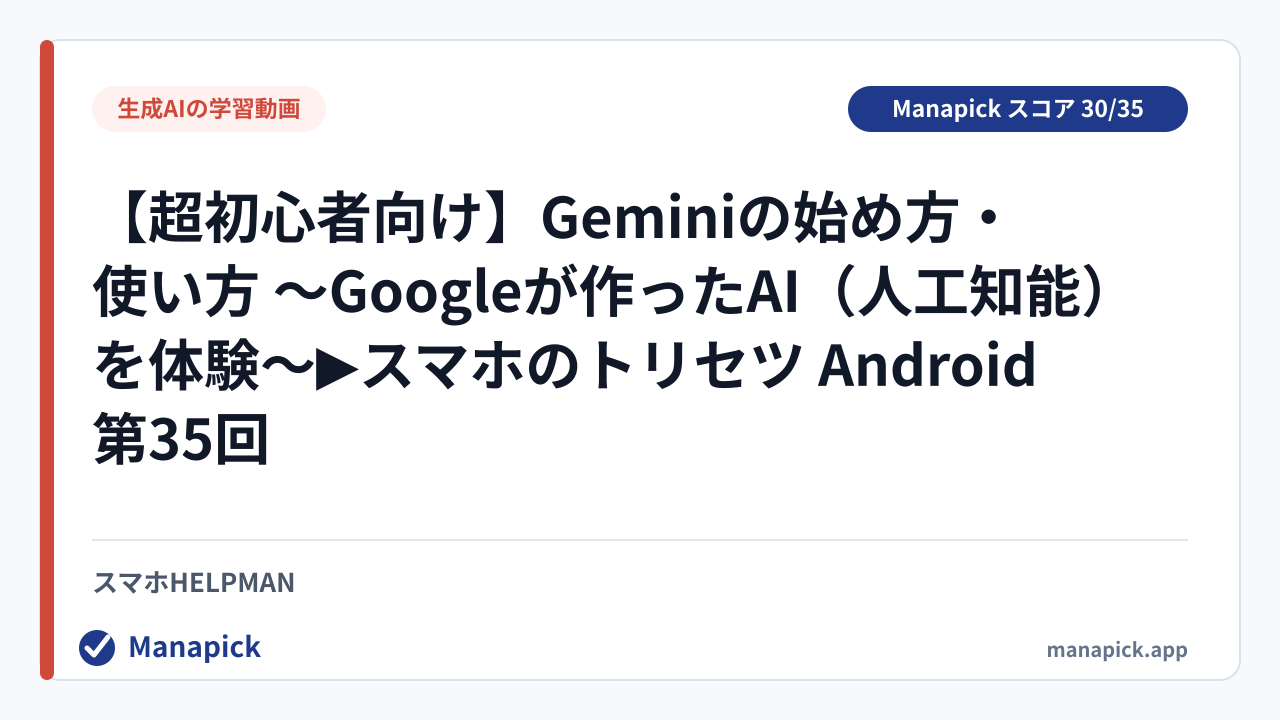 生成AIの学習動画
Manapick スコア 30/35
【超初心者向け】Geminiの始め方・
使い方 〜Googleが作ったAI（人工知能）
を体験〜▶スマホのトリセツ Android
第35回
スマホHELPMAN
Manapick
manapick.app